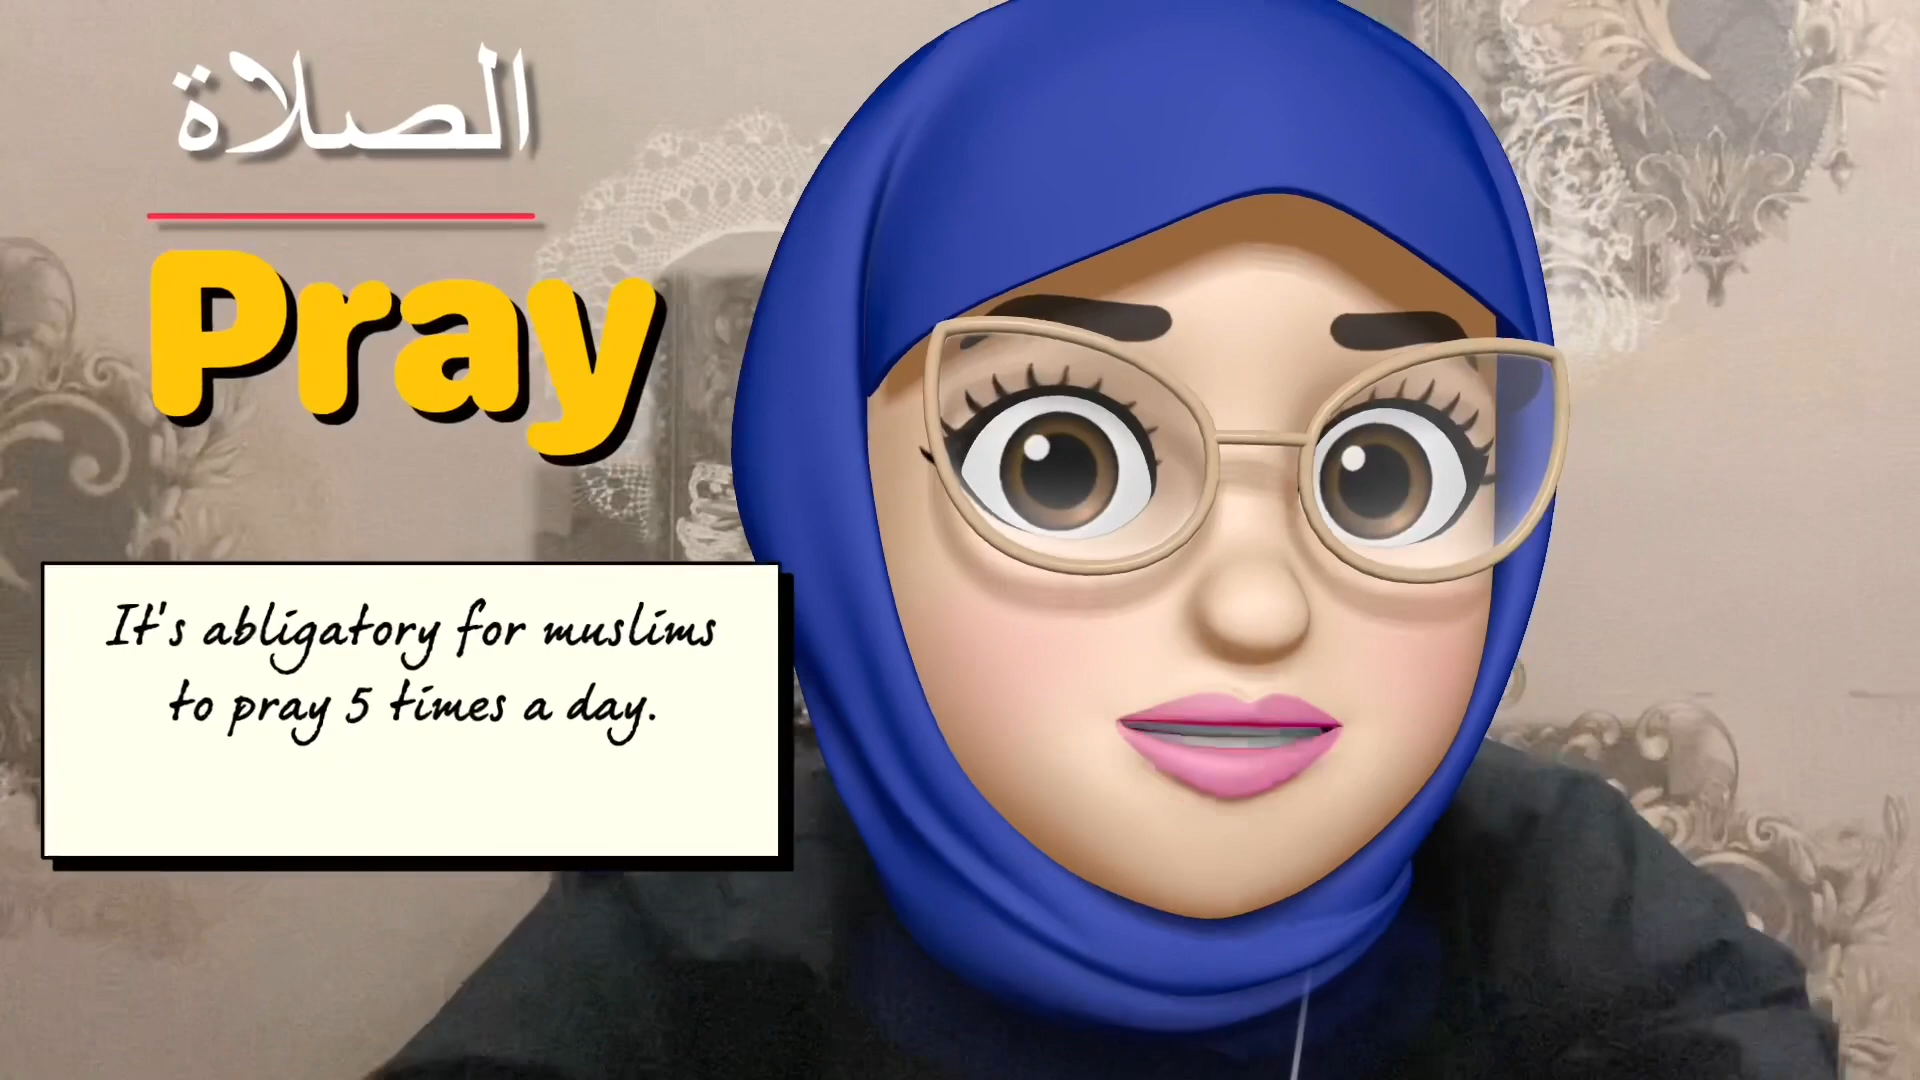 الصلاة
Pray
It's abligatory for muslims
to pray 5 times a day.